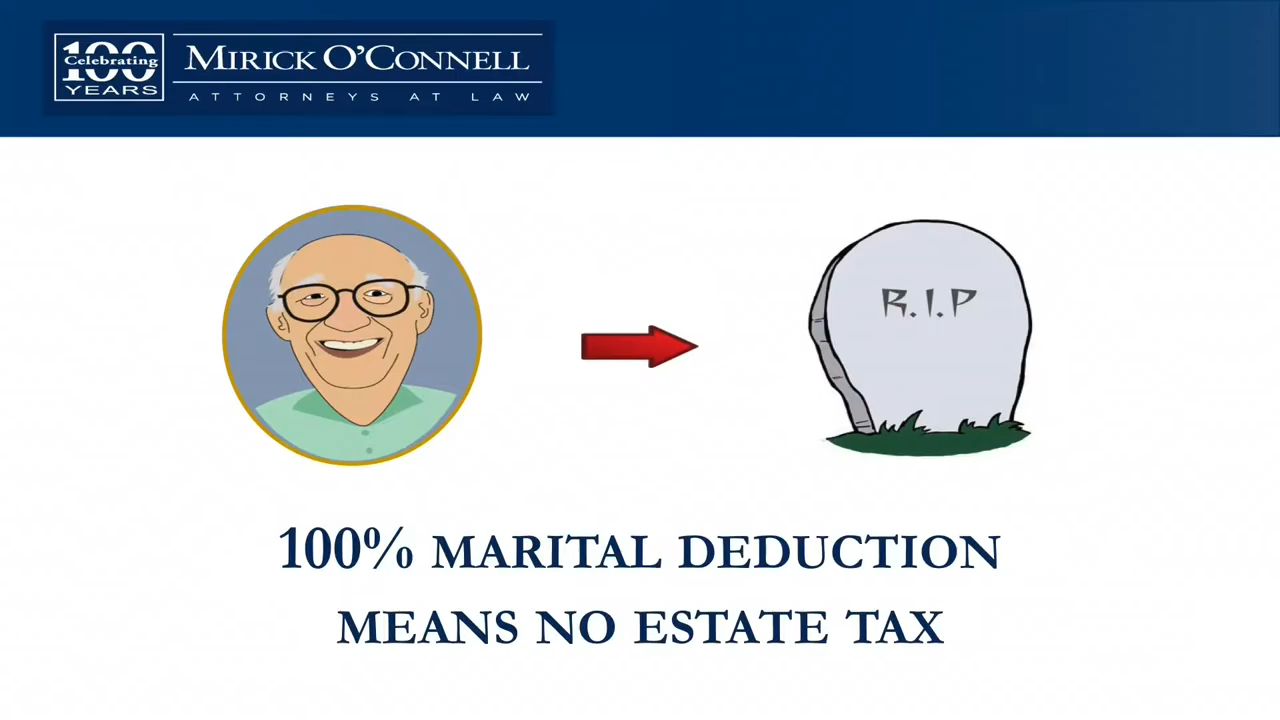 100
Celebrating
YEARS
MIRICK O'CONNELL
ATTORNEYS AT LAW
R.I.P
100% MARITAL DEDUCTION
MEANS NO ESTATE TAX